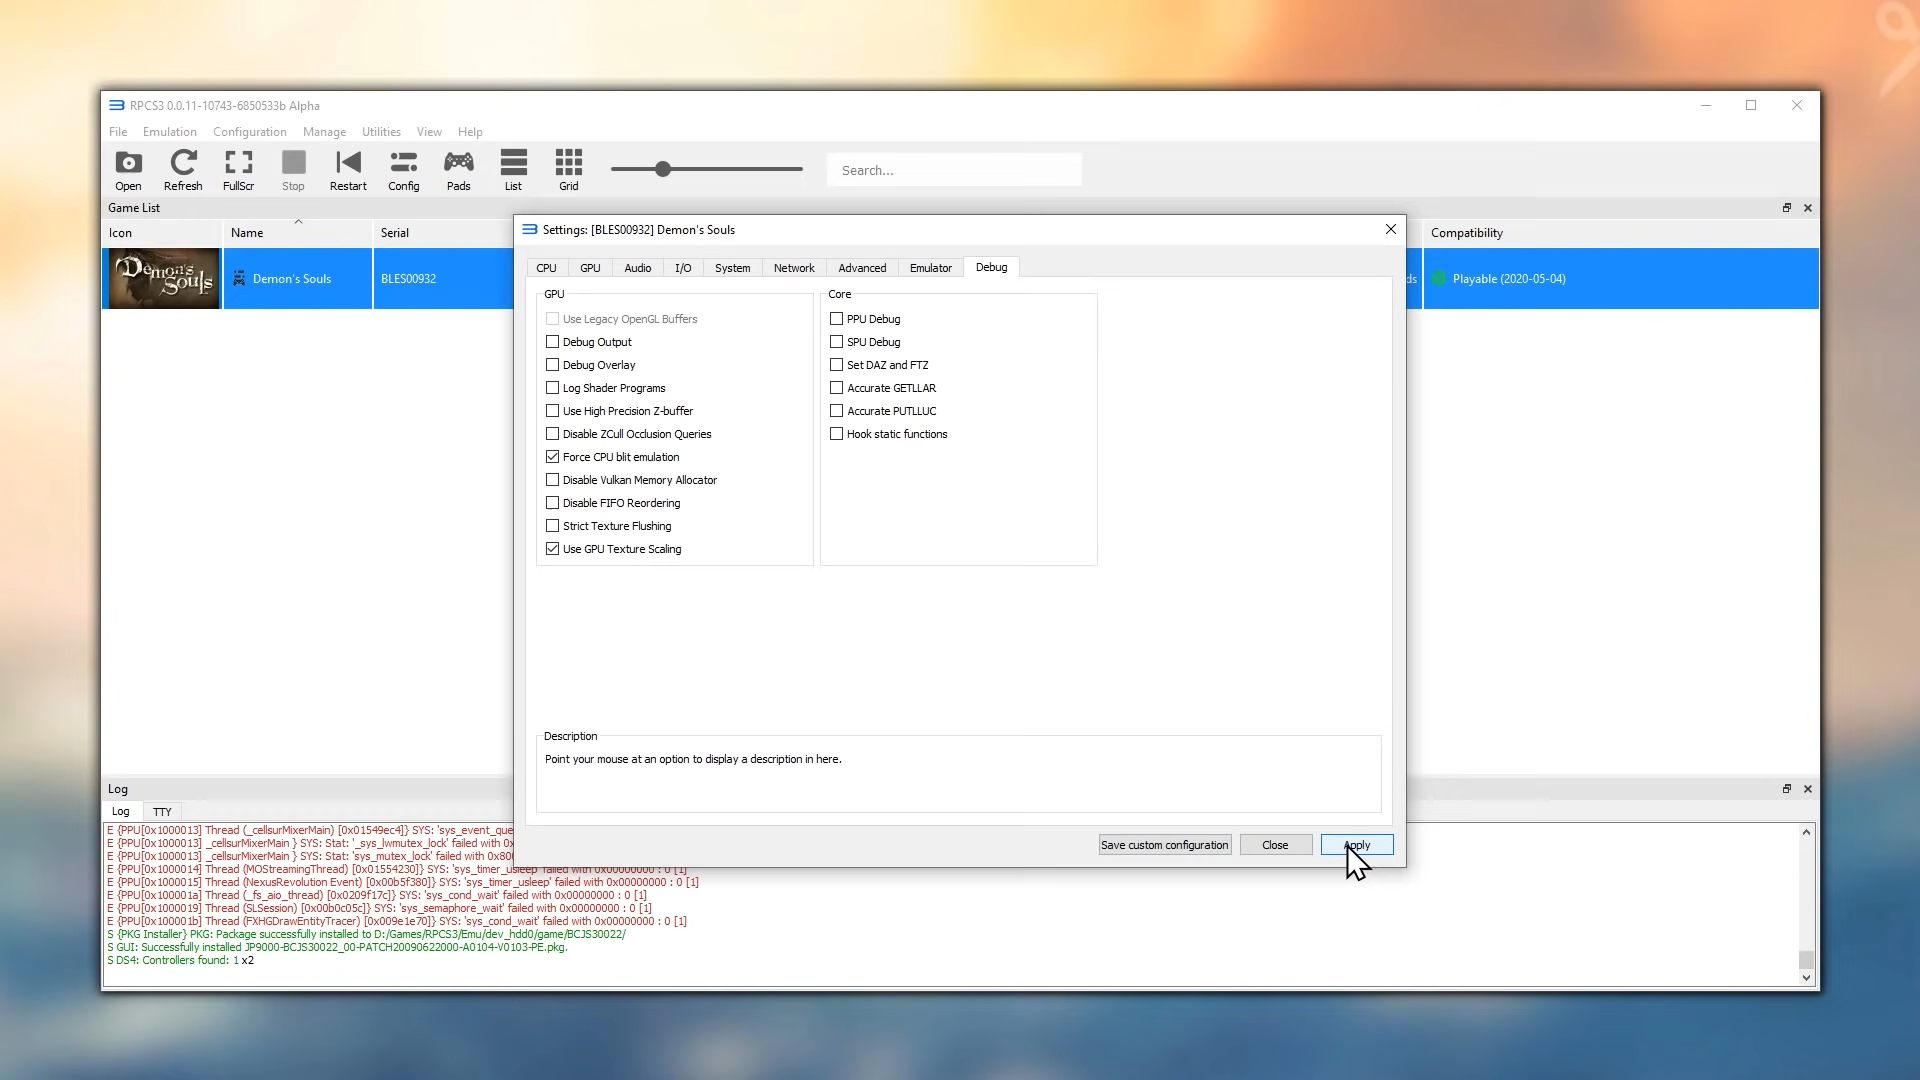 RPCS3 0.0.11-10743-6850533b Alpha
File Emulation Configuration Manage Utilities View Help
Open Refresh FullScr Stop Restart Config Pads List Grid Search...
Game List
Icon Name Serial Compatibility
Demon's Souls Demon's Souls BLES00932 ds Playable (2020-05-04)
Settings: [BLES00932] Demon's Souls
CPU GPU Audio I/O System Network Advanced Emulator Debug
GPU
Use Legacy OpenGL Buffers
Debug Output
Debug Overlay
Log Shader Programs
Use High Precision Z-buffer
Disable ZCull Occlusion Queries
Force CPU blit emulation
Disable Vulkan Memory Allocator
Disable FIFO Reordering
Strict Texture Flushing
Use GPU Texture Scaling
Core
PPU Debug
SPU Debug
Set DAZ and FTZ
Accurate GETLLAR
Accurate PUTLLUC
Hook static functions
Description
Point your mouse at an option to display a description in here.
Save custom configuration Close Apply
Log
Log TTY
E {PPU[0x1000013] Thread (_cellsurMixerMain) [0x01549ec4]} SYS: 'sys_event_que
E {PPU[0x1000013] _cellsurMixerMain } SYS: Stat: '_sys_lwmutex_lock' failed with 0x
E {PPU[0x1000013] _cellsurMixerMain } SYS: Stat: 'sys_mutex_lock' failed with 0x800
E {PPU[0x1000014] Thread (MOStreamingThread) [0x01554230]} SYS: 'sys_timer_usleep' failed with 0x00000000 : 0 [1]
E {PPU[0x1000015] Thread (NexusRevolution Event) [0x00b5f380]} SYS: 'sys_timer_usleep' failed with 0x00000000 : 0 [1]
E {PPU[0x100001a] Thread (_fs_aio_thread) [0x0209f17c]} SYS: 'sys_cond_wait' failed with 0x00000000 : 0 [1]
E {PPU[0x1000019] Thread (SLSession) [0x00b0c05c]} SYS: 'sys_semaphore_wait' failed with 0x00000000 : 0 [1]
E {PPU[0x100001b] Thread (FXHGDrawEntityTracer) [0x009e1e70]} SYS: 'sys_cond_wait' failed with 0x00000000 : 0 [1]
S {PKG Installer} PKG: Package successfully installed to D:/Games/RPCS3/Emu/dev_hdd0/game/BCJS30022/
S GUI: Successfully installed JP9000-BCJS30022_00-PATCH20090622000-A0104-V0103-PE.pkg.
S DS4: Controllers found: 1 x2